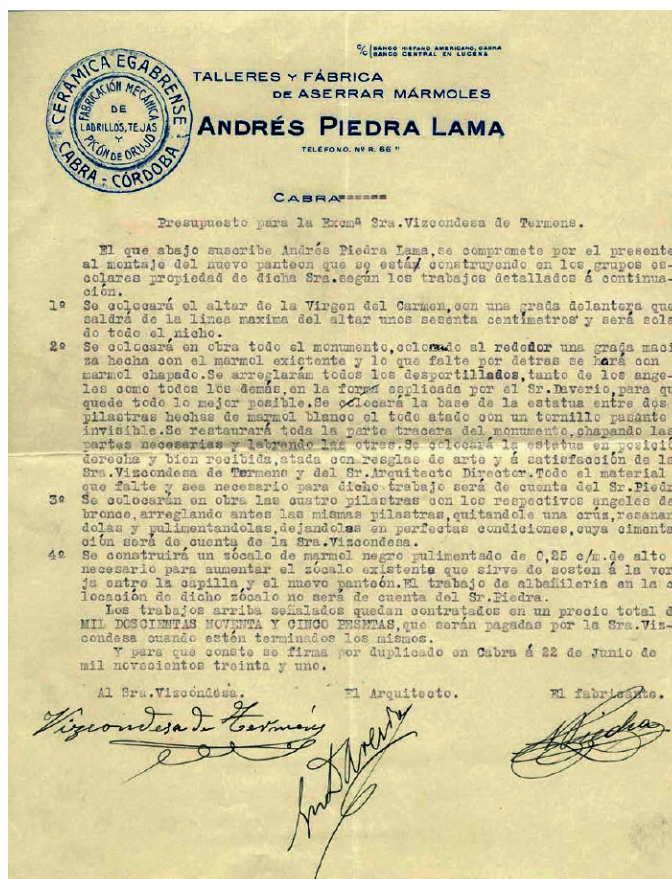 C/C BANCO HISPANO AMERICANO, CABRA
BANCO CENTRAL EN LUCENA
CERÁMICA EGABRENSE
CABRA - CÓRDOBA
FABRICACIÓN MECÁNICA
DE
LADRILLOS, TEJAS
Y
PICÓN DE ORUJO
TALLERES Y FÁBRICA
DE ASERRAR MÁRMOLES
ANDRÉS PIEDRA LAMA
TELÉFONO. Nº R. 66
CABRA======
Presupuesto para la Excmª Sra.Vizcondesa de Termens.
El que abajo suscribe Andrés Piedra Lama,se compromete por el presente
al montaje del nuevo panteon que se está construyendo en los grupos es-
colares propiedad de dicha Sra.según los trabajos detallados á continua-
ción.
1º Se colocará el altar de la Virgen del Carmen,con una grada delantera que
saldrá de la linea maxima del altar unos sesenta centímetros y será sola-
do todo el nicho.
2º Se colocará en obra todo el monumento,colocando al rededor una grada maci
za hecha con el marmol existente y lo que falte por detras se hará con
marmol chapado.Se arreglarám todos los desportillados,tanto de los ange-
les como todos los demás,en la forma esplicada por el Sr.Daverio,para qu
quede todo lo mejor posible.Se colocará la base de la estatua entre dos
pilastras hechas de marmol blanco el todo atado con un tornillo pasante
invisible.Se restaurará toda la parte tracera del monumento,chapando las
partes necesarias y labrando las otras.Se colocará la estatua en posició
derecha y bien recibida,atada con resglas de arte y á satisfacción de la
Sra.Vizcondesa de Termens y del Sr.Arquitecto Director.Todo el material
que falte y sea necesario para dicho trabajo será de cuenta del Sr.Piedr
3º Se colocarán en obra las cuatro pilastras con los respectivos angeles de
bronce,arreglando antes las mismas pilastras,quitandole una crúz,resanan
dolas y pulimentandolas,dejandolas en perfectas condiciones,cuya cimenta
ción será de cuenta de la Sra.Vizcondesa.
4º Se construirá un zócalo de marmol negro pulimentado de 0,25 c/m.de alto
necesario para aumentar el zócalo existente que sirve de sosten á la ver
ja entre la capilla,y el nuevo panteón.El trabajo de albañileria en la c
locación de dicho zócalo no será de cuenta del Sr.Piedra.
Los trabajos arriba señalados quedan contratados en un precio total d
MIL DOSCIENTAS NOVENTA Y CINCO PESETAS,que serán pagadas por la Sra.Viz-
condesa cuando estén terminados los mismos.
Y para que conste se firma por duplicado en Cabra á 22 de Junio de
mil novecientos treinta y uno.
Al Sra.Vizcondesa. El Arquitecto. El fabricante.
Vizcondesa de Termens
Daverio
Piedra